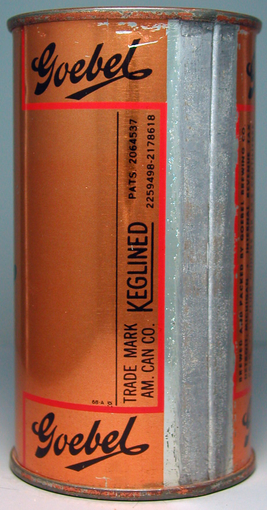 Goebel
PATS 2064537
2259498-2178618
TRADE MARK
AM. CAN CO.
KEGLINED
Goebel